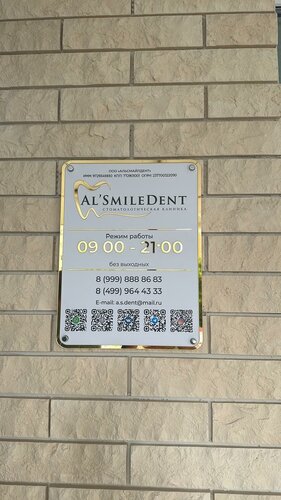 ООО «АЛЬСМАЙЛДЕНТ»
AL'SMILEDENT
СТОМАТОЛОГИЧЕСКАЯ КЛИНИКА
Режим работы
09:00 - 21:00
без выходных
8 (999) 888 86 83
8 (499) 964 43 33
E-mail: a.s.dent@mail.ru